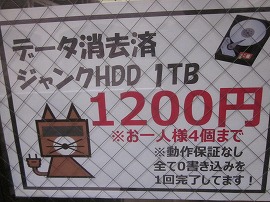 データ消去済
ジャンクHDD 1TB
1200円
※お一人様4個まで
※動作保証なし
全て0書き込みを
1回完了してます!